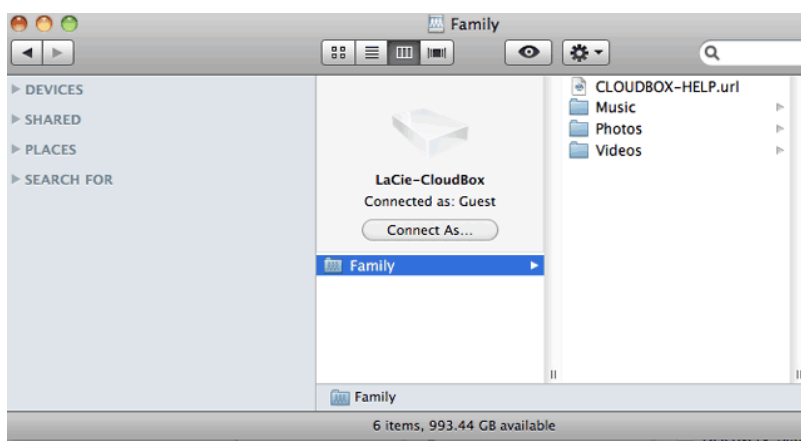 Family
DEVICES
SHARED
PLACES
SEARCH FOR
LaCie-CloudBox
Connected as: Guest
Connect As...
Family
CLOUDBOX-HELP.url
Music
Photos
Videos
Family
6 items, 993.44 GB available